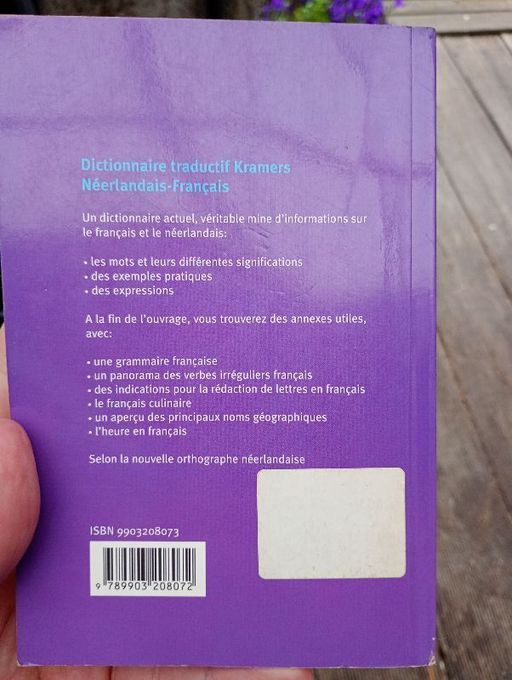 Dictionnaire traductif Kramers
Néerlandais-Français
Un dictionnaire actuel, véritable mine d'informations sur
le français et le néerlandais:
• les mots et leurs différentes significations
• des exemples pratiques
• des expressions
A la fin de l'ouvrage, vous trouverez des annexes utiles,
avec:
• une grammaire française
• un panorama des verbes irréguliers français
• des indications pour la rédaction de lettres en français
• le français culinaire
• un aperçu des principaux noms géographiques
• l'heure en français
Selon la nouvelle orthographe néerlandaise
ISBN 9903208073
9 789903 208072